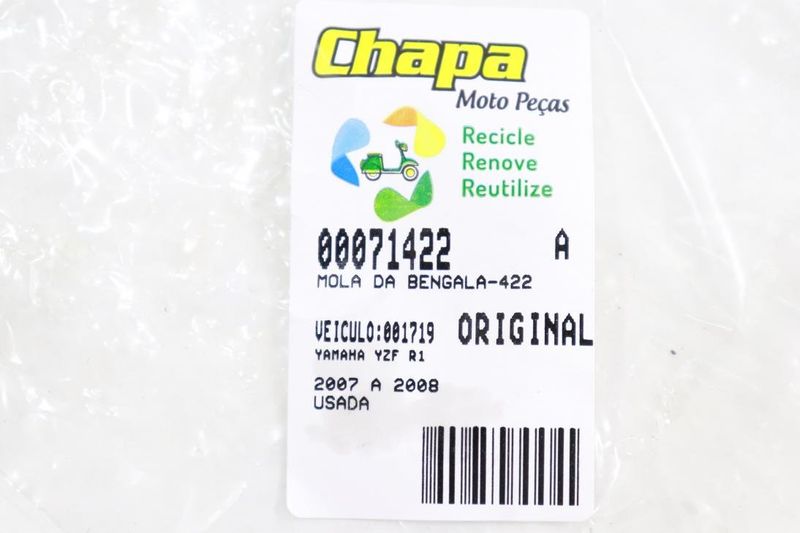 Chapa
Moto Peças
Recicle
Renove
Reutilize
00071422 A
MOLA DA BENGALA-422
VEICULO:001719 ORIGINAL
YAMAHA YZF R1
2007 A 2008
USADA